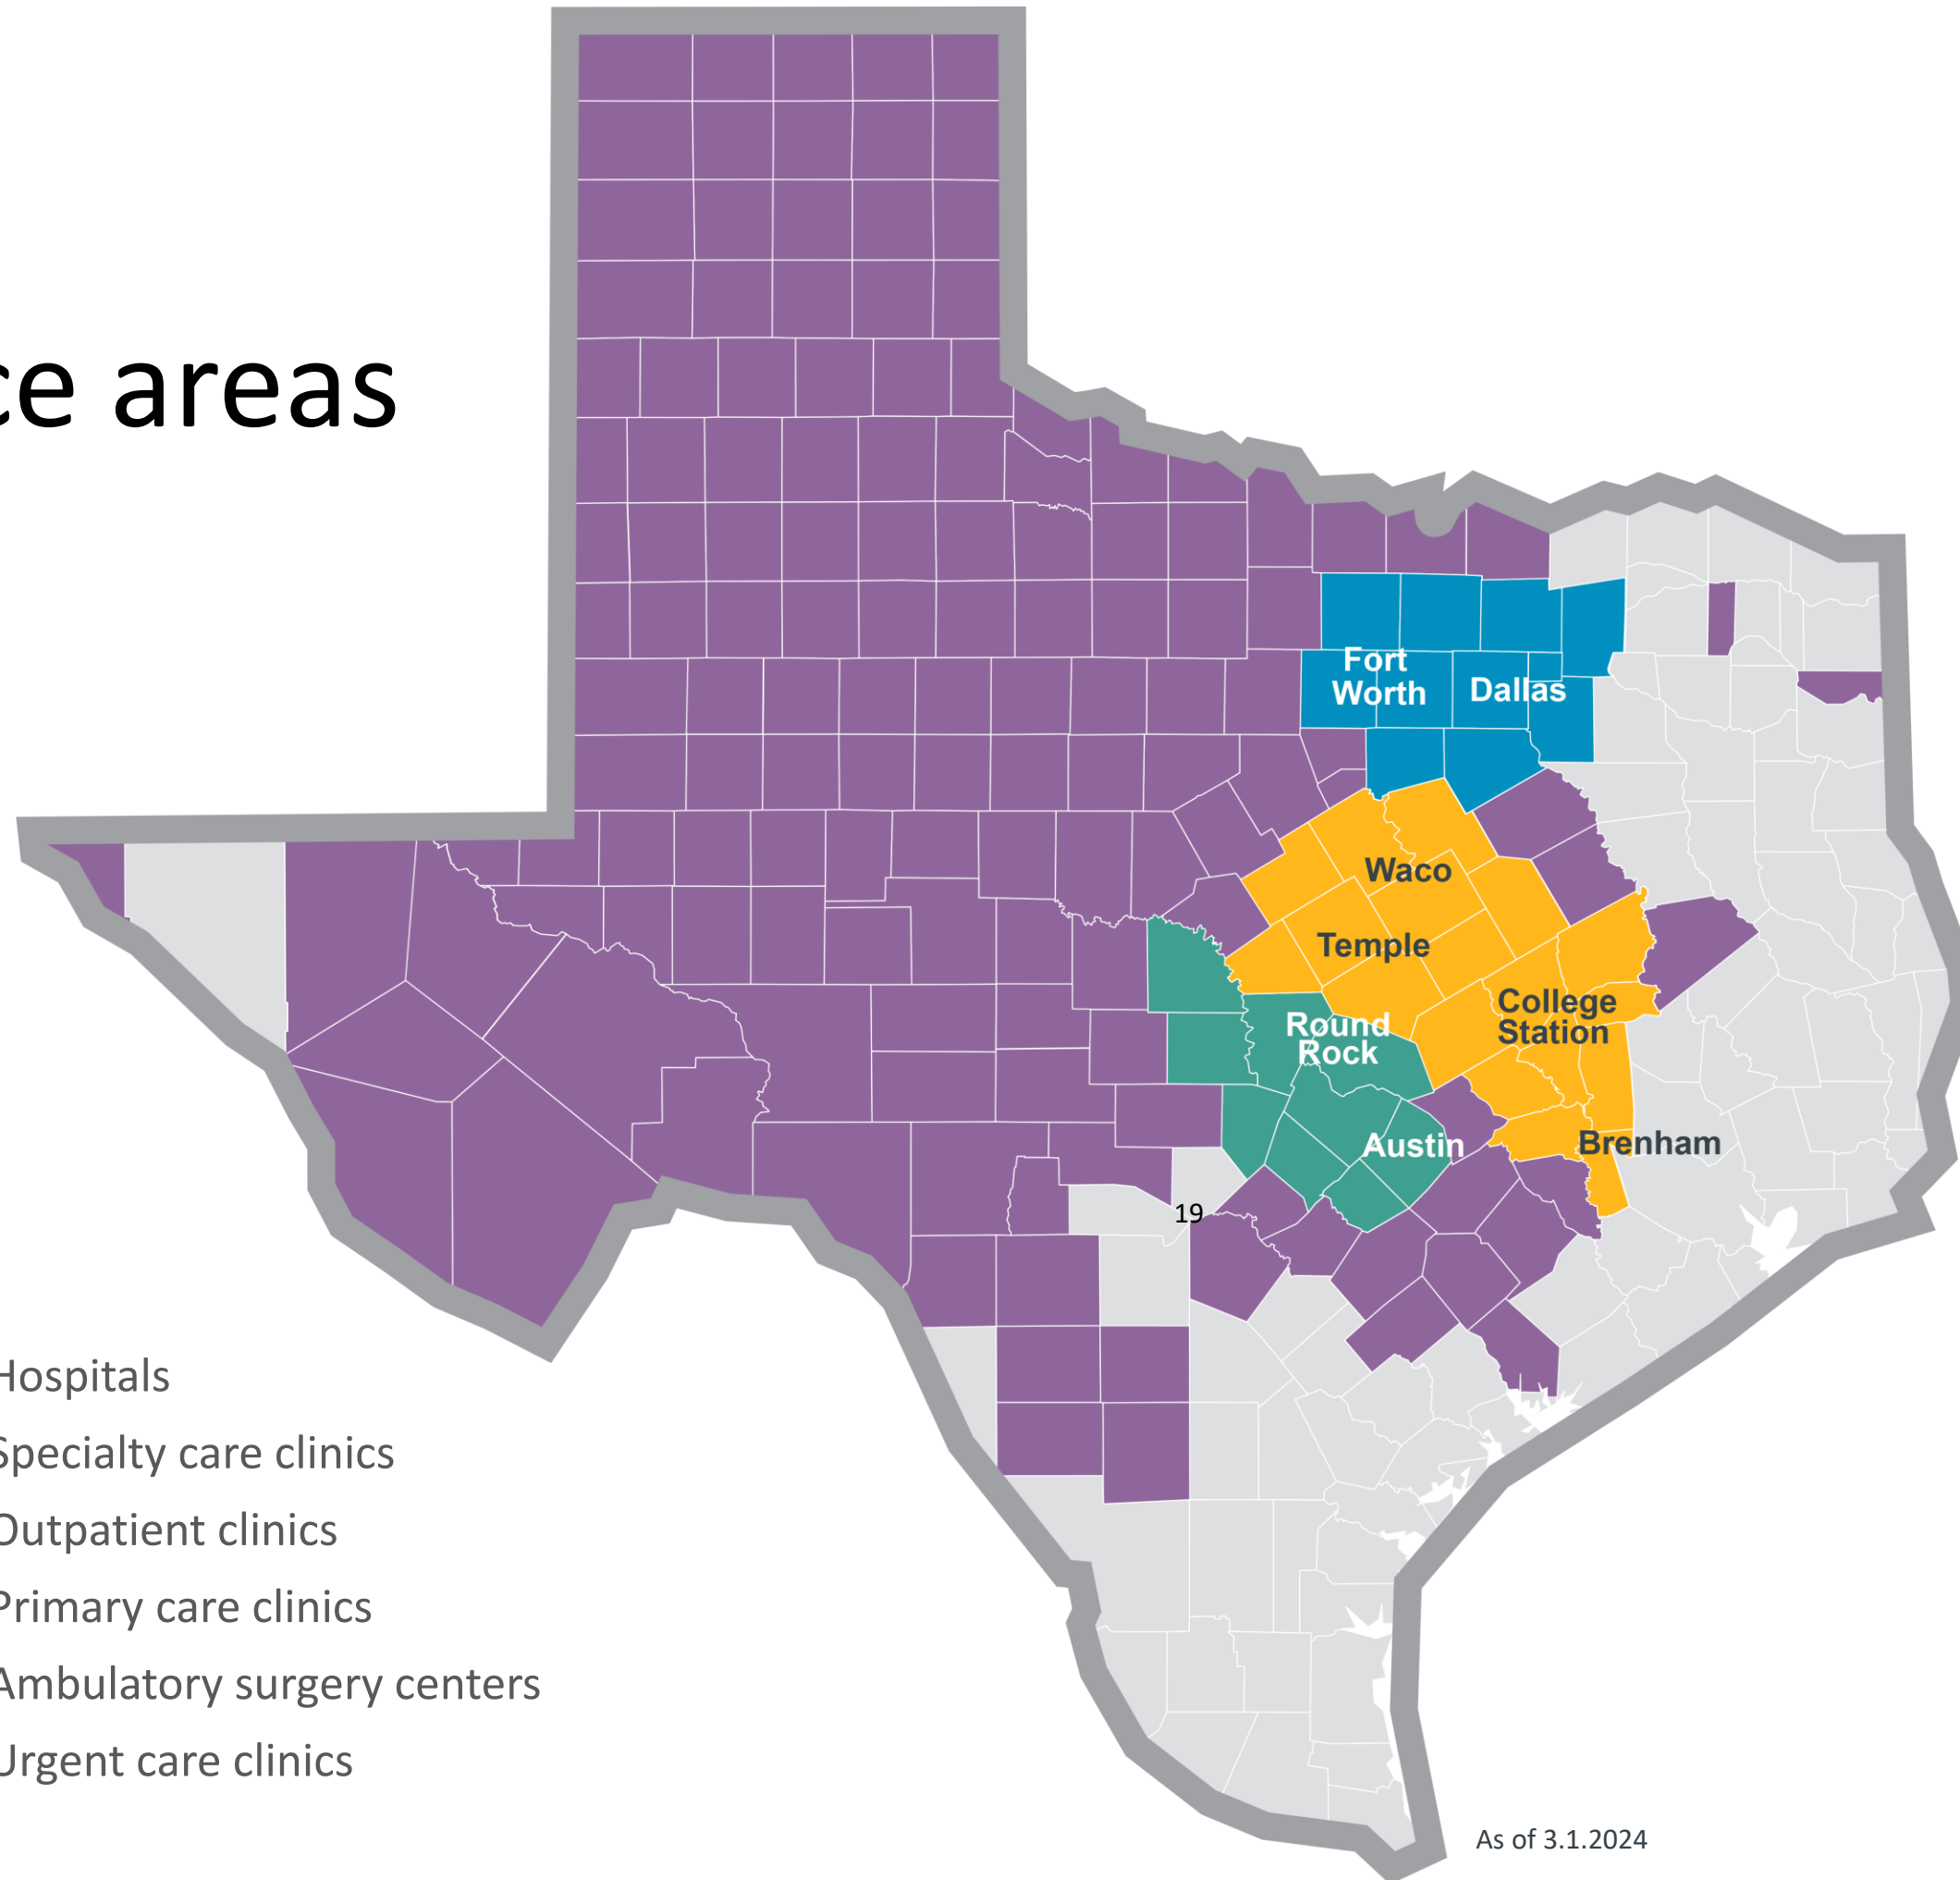 ce areas
Fort
Worth
Dallas
Waco
Temple
College
Station
Round
Rock
Austin
Brenham
19
Hospitals
Specialty care clinics
Outpatient clinics
Primary care clinics
Ambulatory surgery centers
Urgent care clinics
As of 3.1.2024